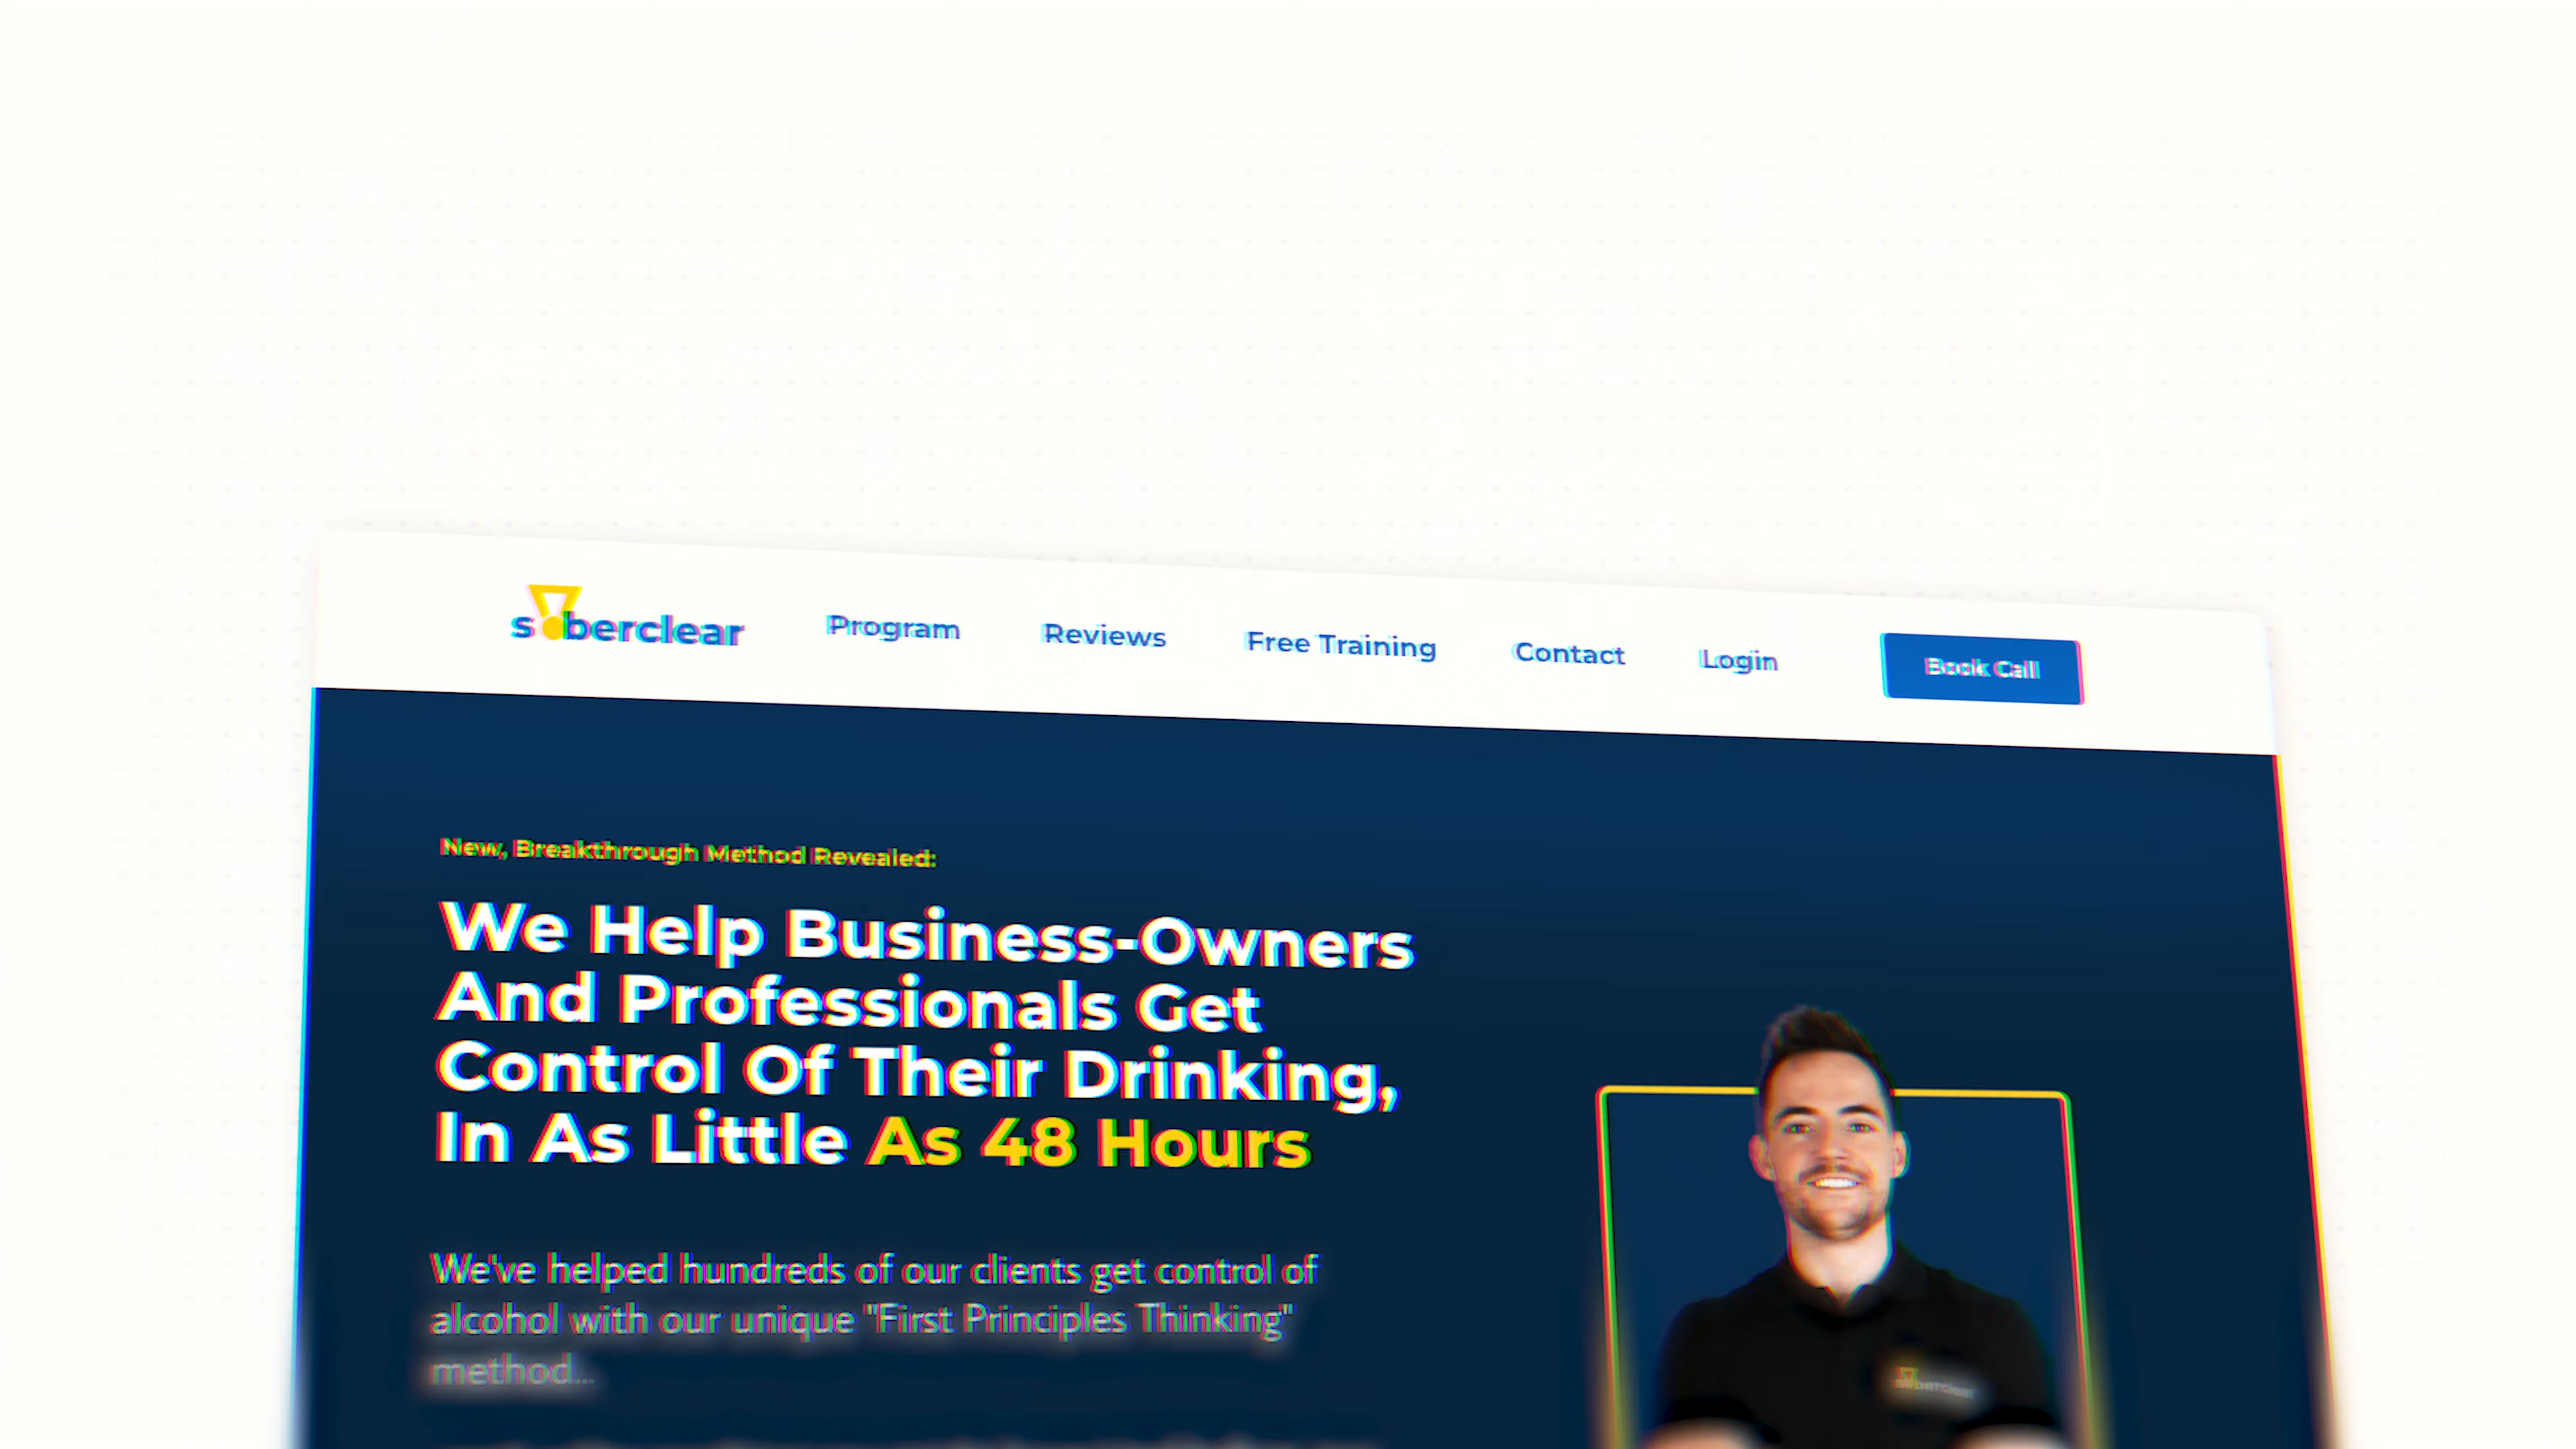 soberclear
Program
Reviews
Free Training
Contact
Login
Book Call
New, Breakthrough Method Revealed:
We Help Business-Owners
And Professionals Get
Control Of Their Drinking,
In As Little As 48 Hours
We've helped hundreds of our clients get control of
alcohol with our unique "First Principles Thinking"
method...
soberclear